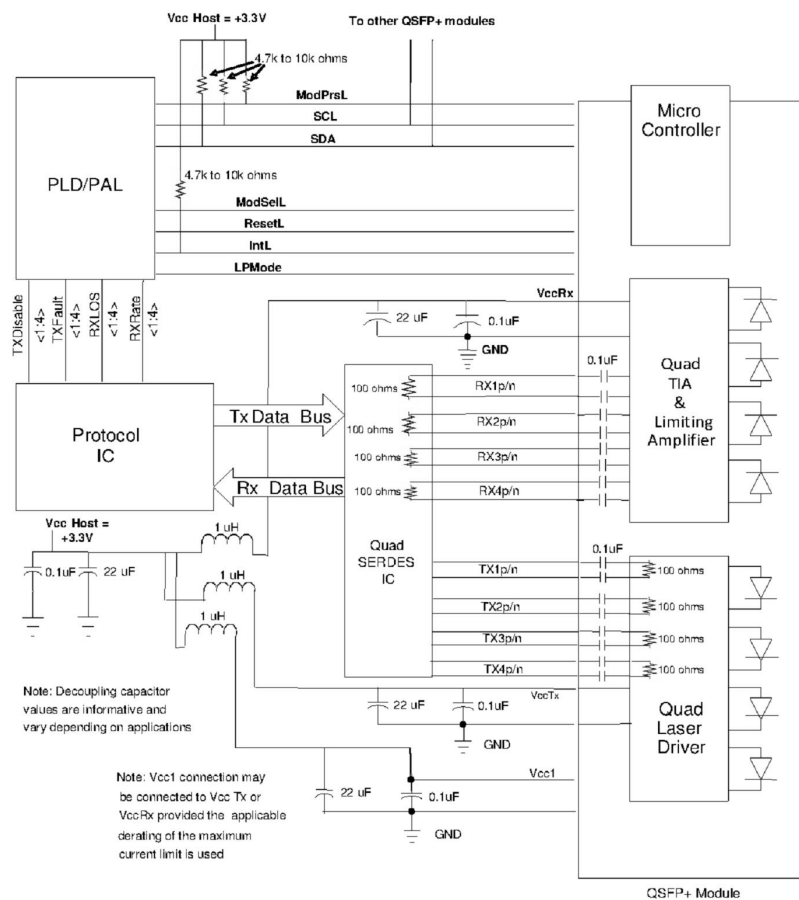 Vcc Host = +3.3V
To other QSFP+ modules
4.7k to 10k ohms
ModPrsL
SCL
SDA
Micro
Controller
PLD/PAL
4.7k to 10k ohms
ModSelL
ResetL
IntL
LPMode
TXDisable
<1:4>
TXFault
<1:4>
RXLOS
<1:4>
RXRate
<1:4>
VccRx
22 uF
0.1uF
GND
0.1uF
100 ohms
RX1p/n
Quad
TIA
&
Limiting
Amplifier
Protocol
IC
Tx Data Bus
100 ohms
RX2p/n
100 ohms
RX3p/n
Rx Data Bus
100 ohms
RX4p/n
Vcc Host =
+3.3V
1 uH
0.1uF
22 uF
1 uH
1 uH
Quad
SERDES
IC
0.1uF
TX1p/n
100 ohms
TX2p/n
100 ohms
TX3p/n
100 ohms
TX4p/n
100 ohms
Note: Decoupling capacitor
values are informative and
vary depending on applications
VccTx
22 uF
0.1uF
GND
Quad
Laser
Driver
Note: Vcc1 connection may
be connected to Vcc Tx or
VccRx provided the applicable
derating of the maximum
current limit is used
Vcc1
22 uF
0.1uF
GND
QSFP+ Module